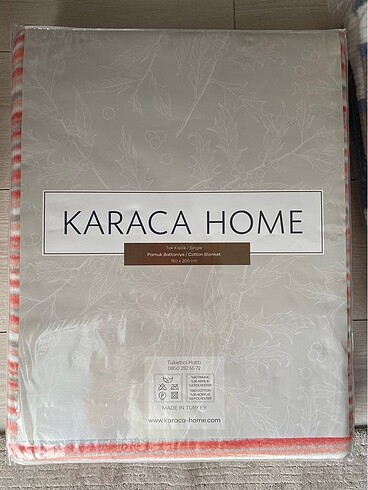 KARACA HOME
Tek Kişilik / Single
Pamuk Battaniye / Cotton Blanket
150 x 200 cm
Tüketici Hattı
0850 252 55 72
MADE IN TURKEY
www.karaca-home.com